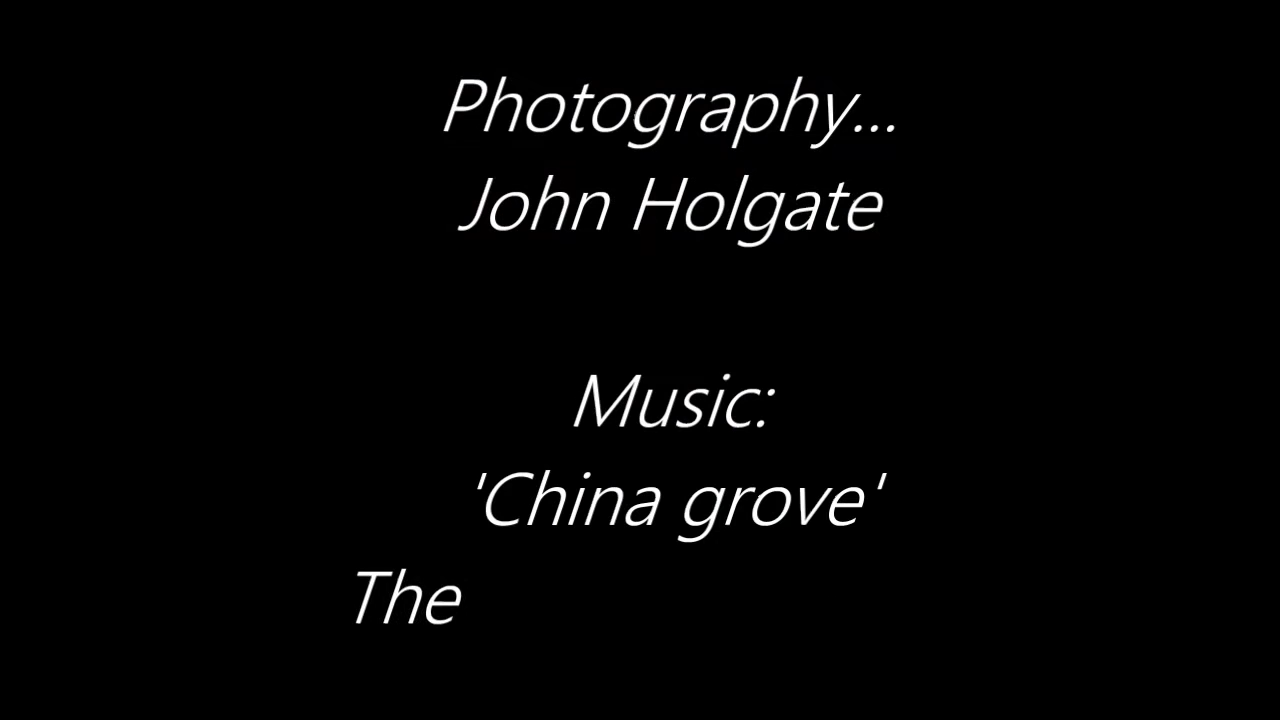 Photography...
John Holgate
Music:
'China grove'
The